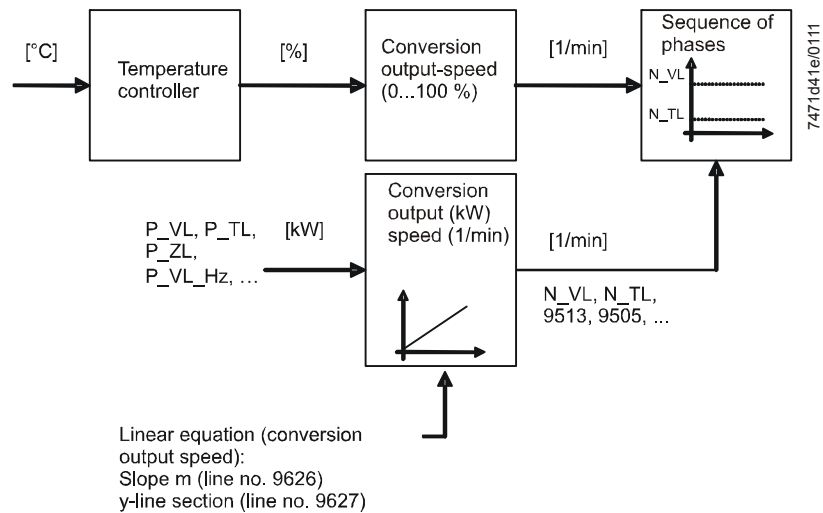 [°C]
Temperature
controller
[%]
Conversion
output-speed
(0...100 %)
[1/min]
Sequence of
phases
N_VL
N_TL
7471d41e/0111
P_VL, P_TL,
P_ZL,
P_VL_Hz, ...
[kW]
Conversion
output (kW)
speed (1/min)
[1/min]
N_VL, N_TL,
9513, 9505, ...
Linear equation (conversion
output speed):
Slope m (line no. 9626)
y-line section (line no. 9627)